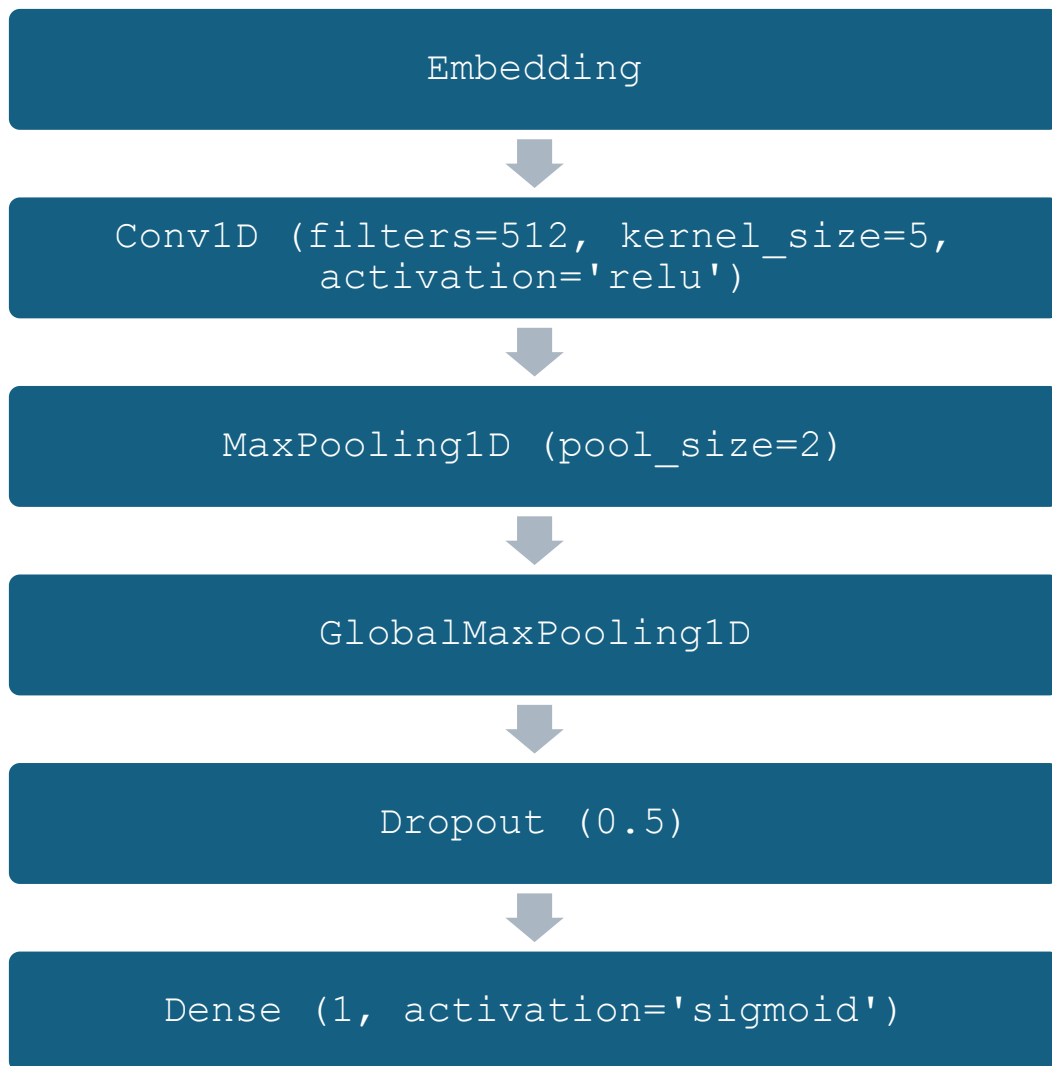 Embedding
Conv1D (filters=512, kernel_size=5,
activation='relu')
MaxPooling1D (pool_size=2)
GlobalMaxPooling1D
Dropout (0.5)
Dense (1, activation='sigmoid')